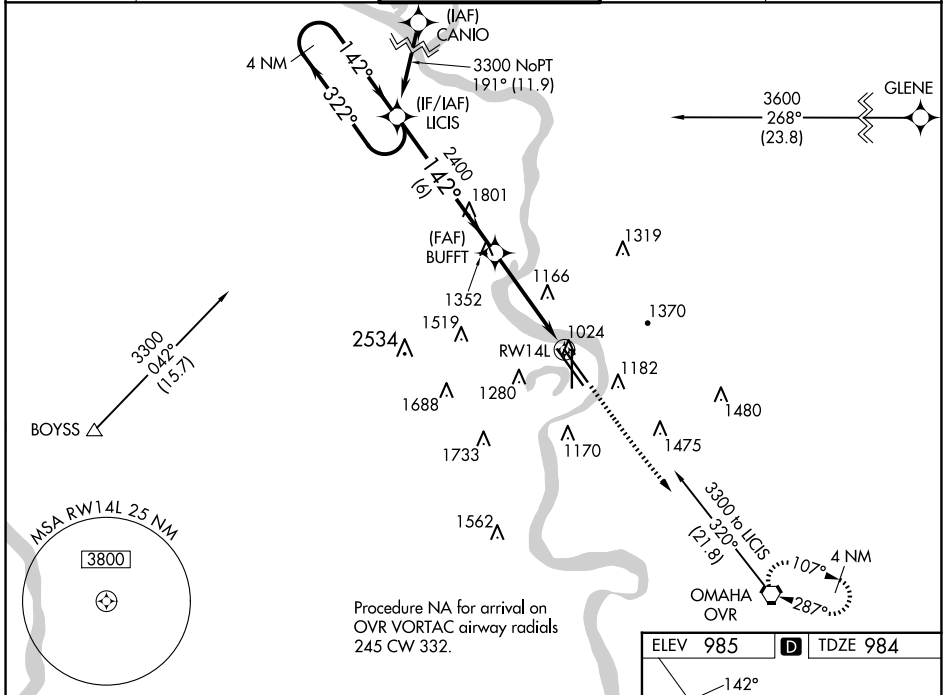 (IAF)
CANIO
4 NM
142°
322°
3300 NoPT
191° (11.9)
(IF/IAF)
LICIS
GLENE
3600
268°
(23.8)
2400
142°
(6)
1801
(FAF)
BUFFT
1319
1352
1166
1370
1519
1024
2534
RW14L
3300
042°
(15.7)
1280
1182
1688
1480
BOYSS
1733
1170
1475
MSA RW14L 25 NM
3800
1562
3300 to LICIS
320°
(21.8)
107°
4 NM
287°
OMAHA
OVR
Procedure NA for arrival on
OVR VORTAC airway radials
245 CW 332.
ELEV 985 D TDZE 984
142°